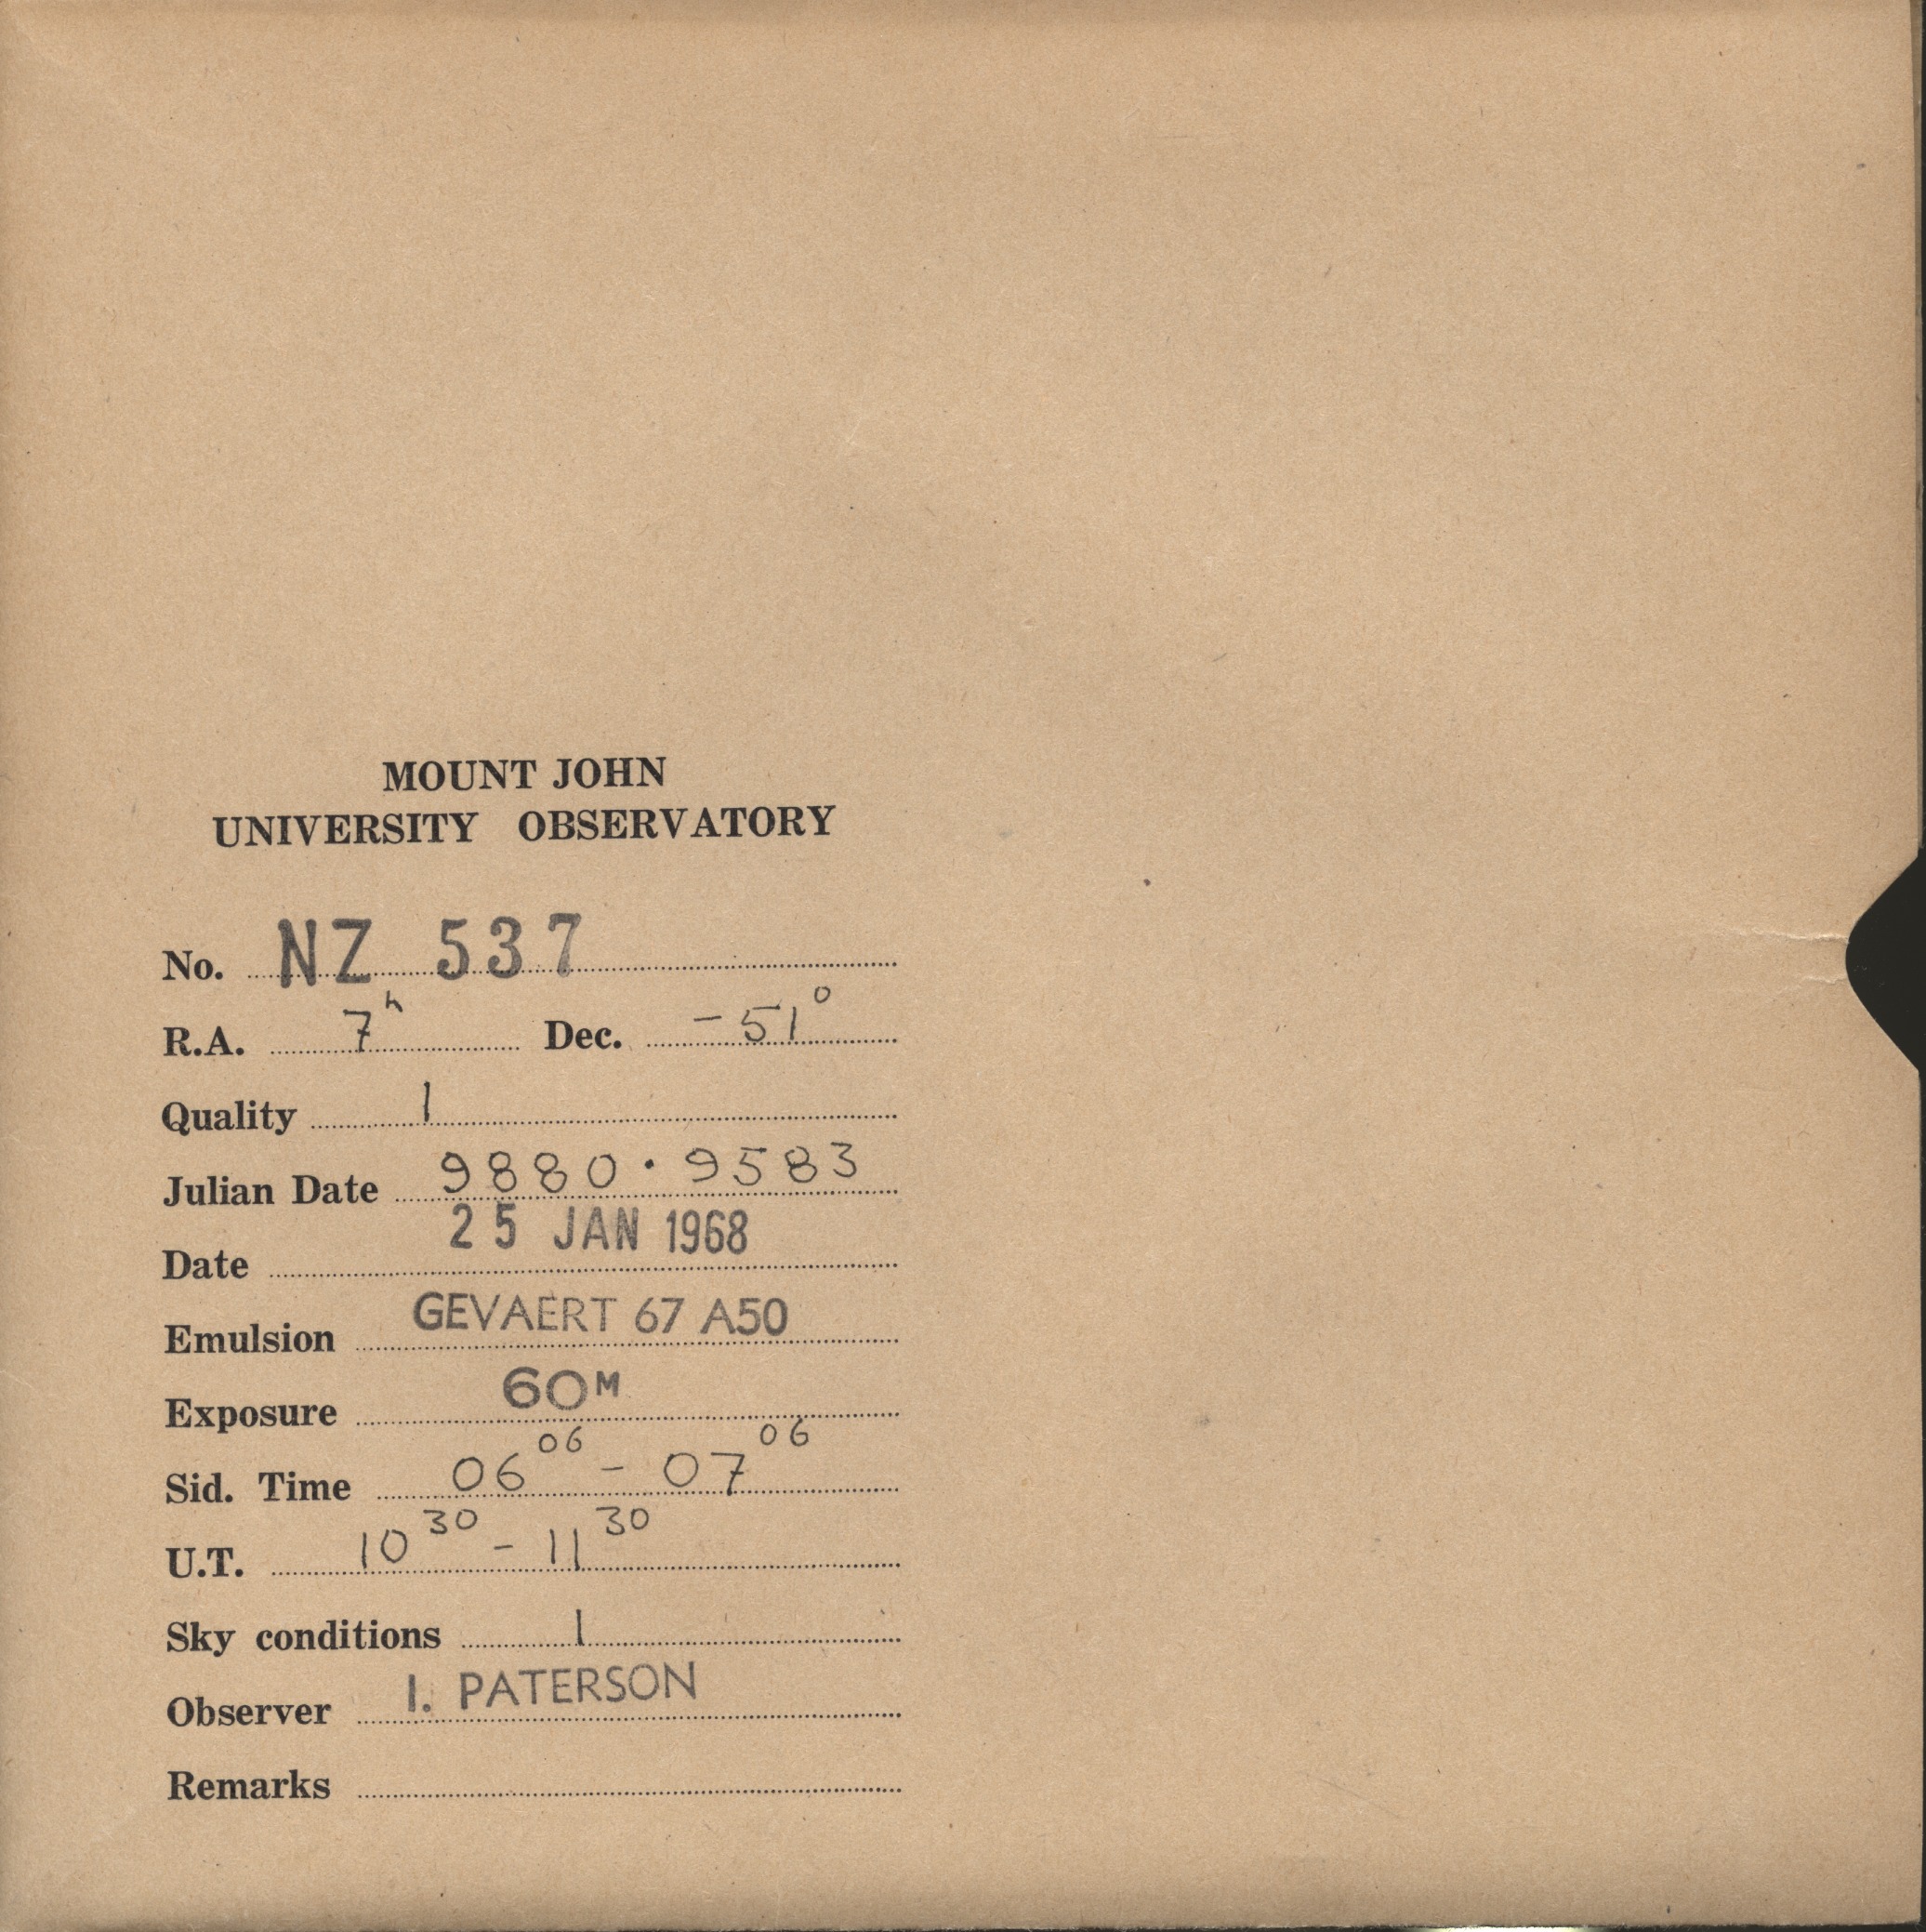 MOUNT JOHN
UNIVERSITY OBSERVATORY
No. NZ 537
R.A. 7h Dec. -51°
Quality 1
Julian Date 9880.9583
Date 25 JAN 1968
Emulsion GEVAERT 67 A50
Exposure 60M
Sid. Time 06 06 - 07 06
U.T. 10 30 - 11 30
Sky conditions 1
Observer I. PATERSON
Remarks